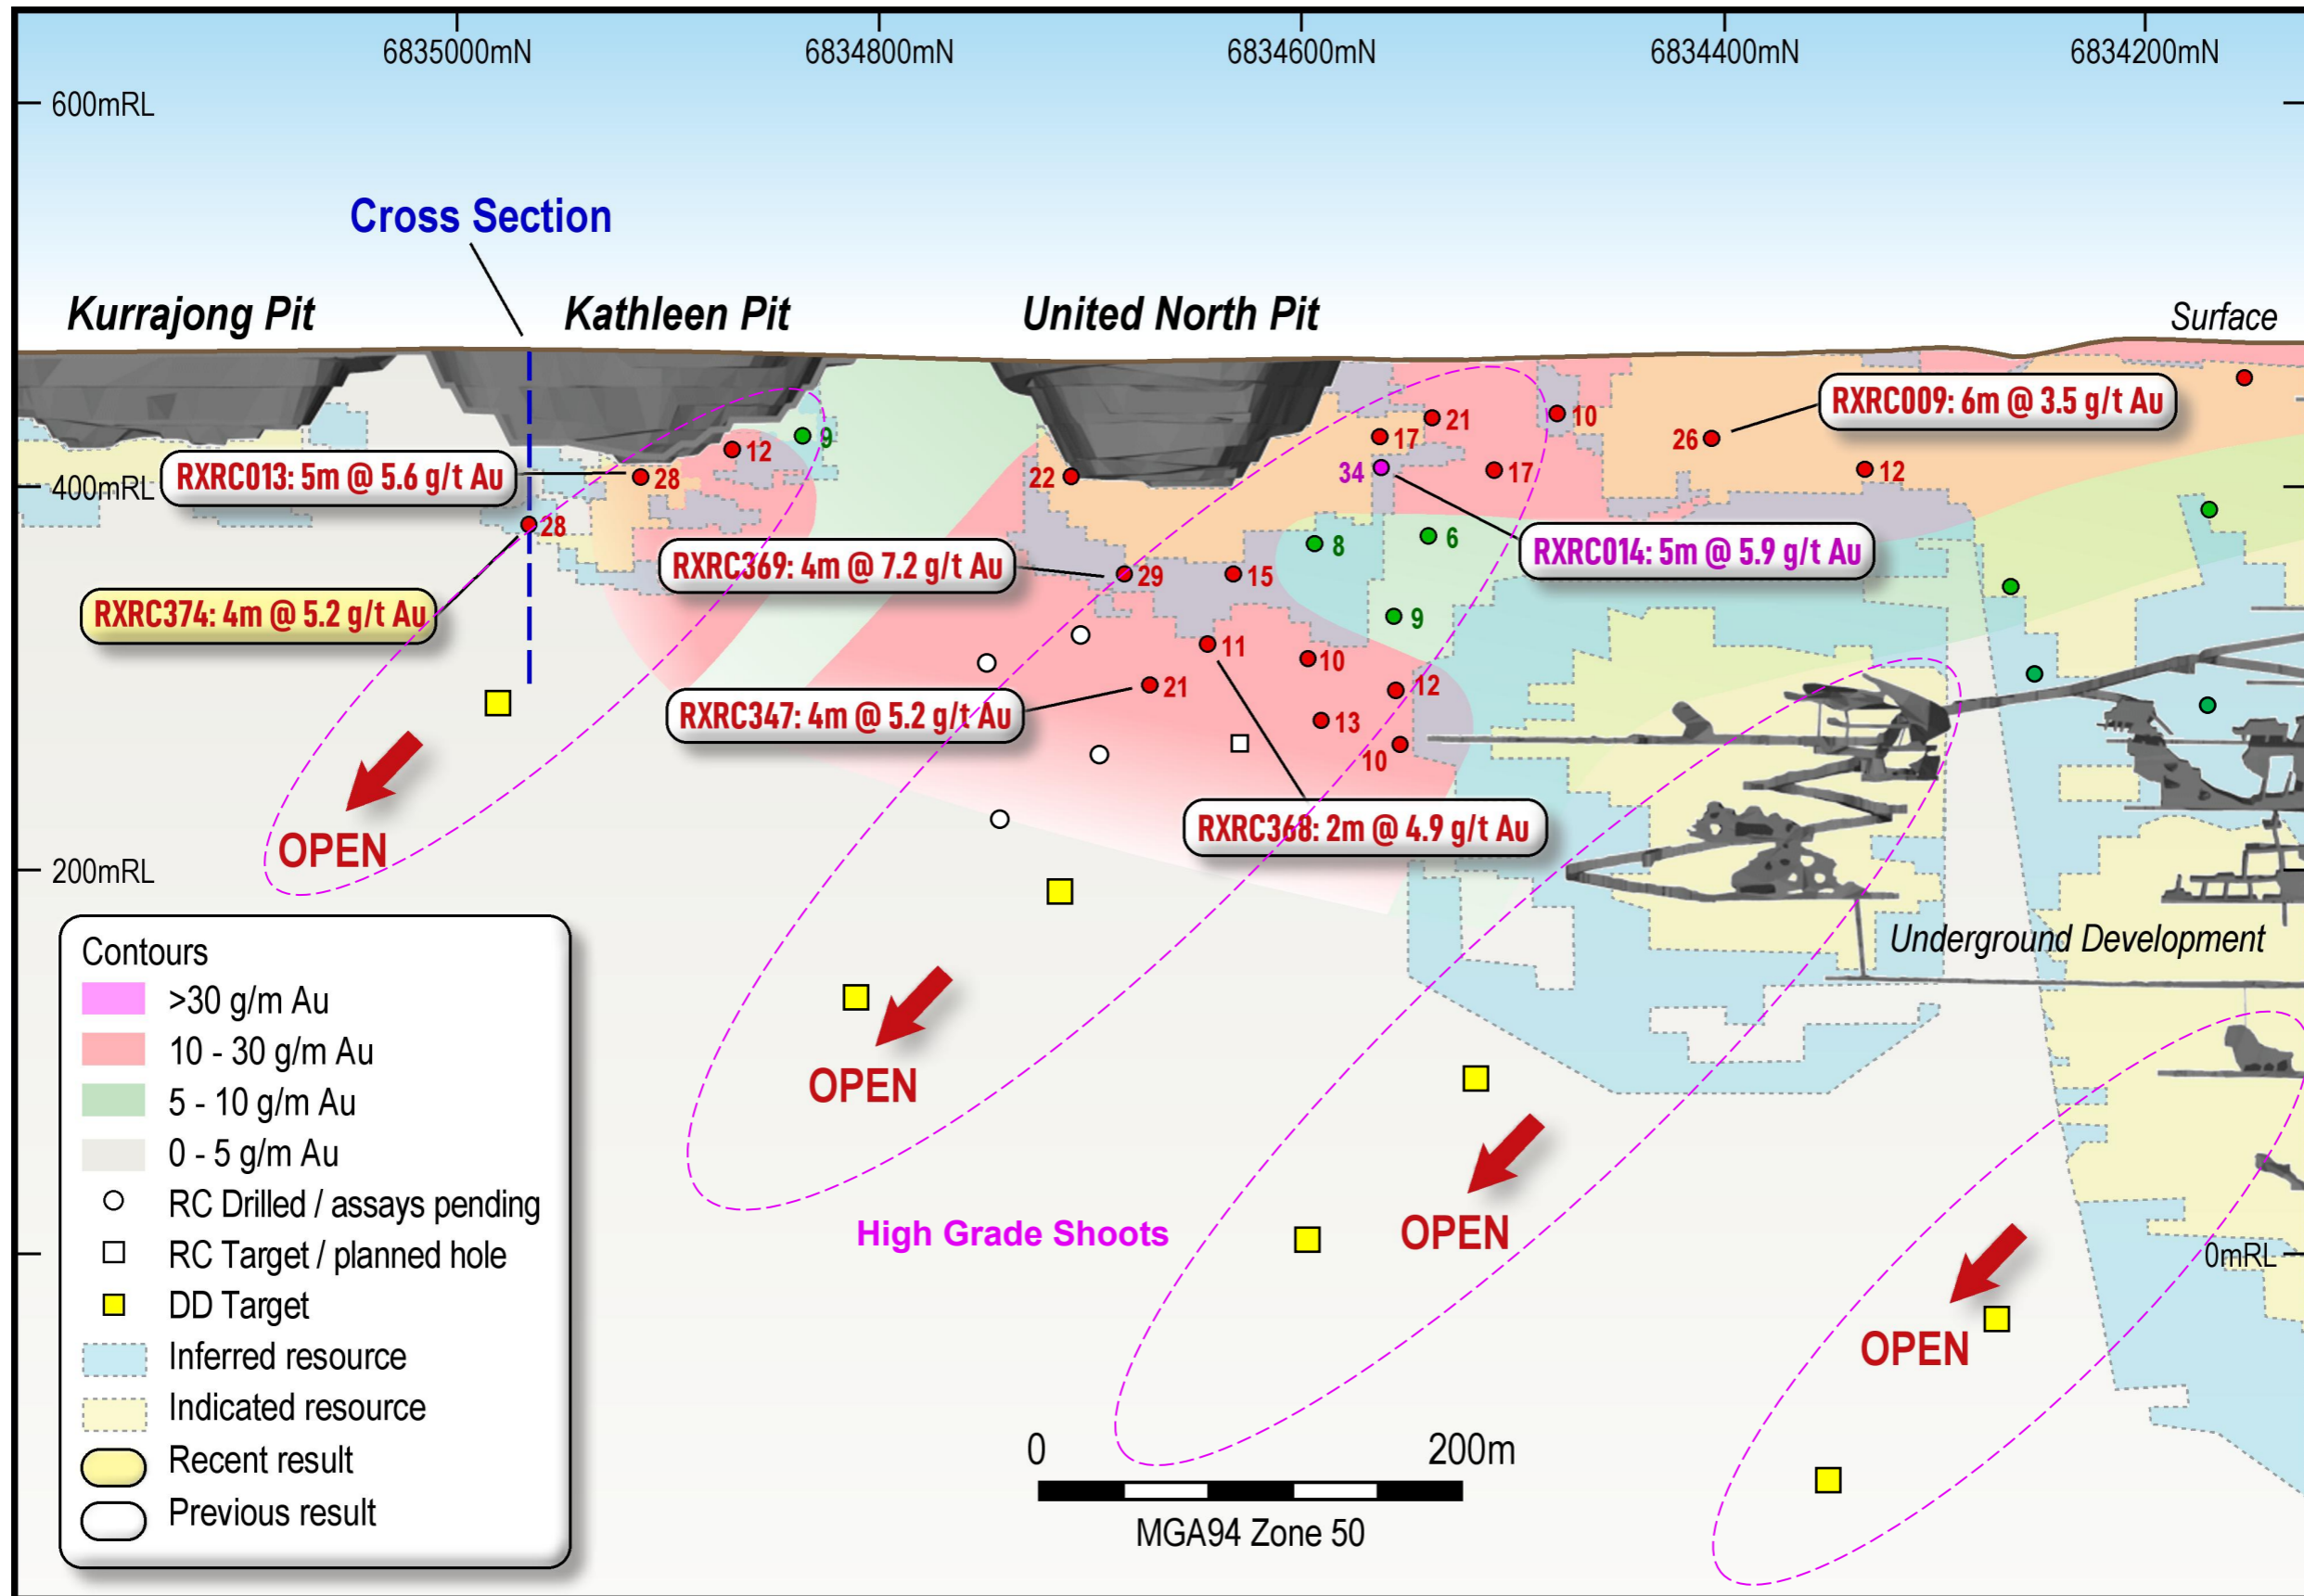 6835000mN
6834800mN
6834600mN
6834400mN
6834200mN
600mRL
Cross Section
Kurrajong Pit
Kathleen Pit
United North Pit
Surface
RXRC009: 6m @ 3.5 g/t Au
21
10
17
26
9
12
12
RXRC013: 5m @ 5.6 g/t Au
28
22
34
17
400mRL
28
RXRC014: 5m @ 5.9 g/t Au
8
6
RXRC369: 4m @ 7.2 g/t Au
29
15
RXRC374: 4m @ 5.2 g/t Au
9
11
10
21
12
RXRC347: 4m @ 5.2 g/t Au
13
10
RXRC368: 2m @ 4.9 g/t Au
OPEN
200mRL
Underground Development
OPEN
High Grade Shoots
OPEN
0mRL
OPEN
Contours
>30 g/m Au
10 - 30 g/m Au
5 - 10 g/m Au
0 - 5 g/m Au
RC Drilled / assays pending
RC Target / planned hole
DD Target
Inferred resource
Indicated resource
Recent result
Previous result
0
200m
MGA94 Zone 50